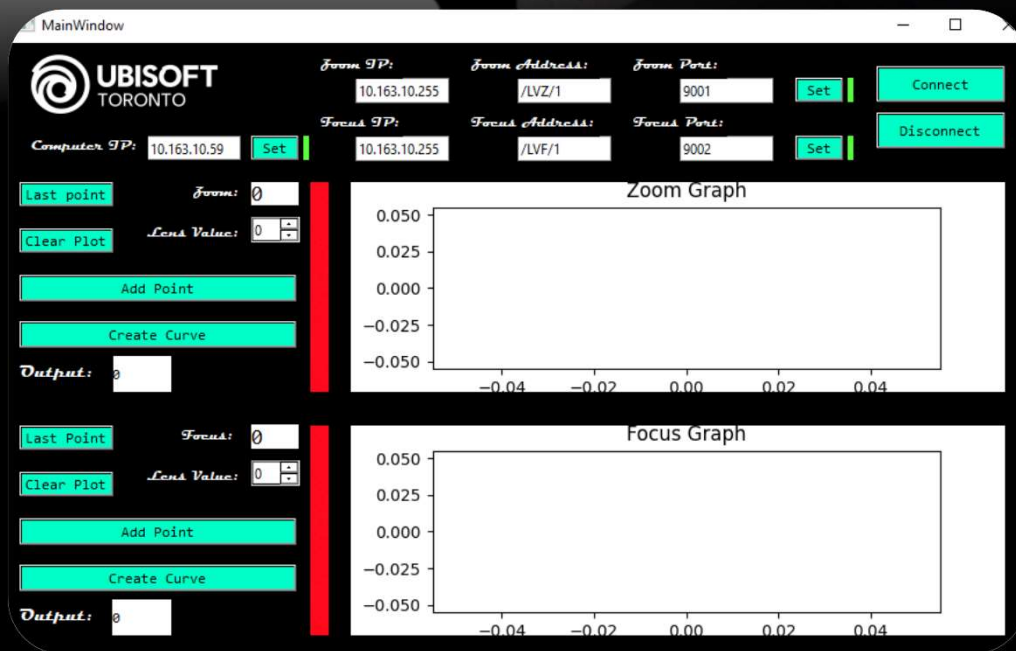 MainWindow
UBISOFT
TORONTO
Zoom IP: Zoom Address: Zoom Port:
10.163.10.255 /LVZ/1 9001 Set Connect
Focus IP: Focus Address: Focus Port:
Disconnect
Computer IP: 10.163.10.59 Set 10.163.10.255 /LVF/1 9002 Set
Last point Zoom: 0
Clear Plot Lens Value: 0
Add Point
Create Curve
Output: 0
Zoom Graph
0.050
0.025
0.000
−0.025
−0.050
−0.04 −0.02 0.00 0.02 0.04
Last Point Focus: 0
Clear Plot Lens Value: 0
Add Point
Create Curve
Output: 0
Focus Graph
0.050
0.025
0.000
−0.025
−0.050
−0.04 −0.02 0.00 0.02 0.04